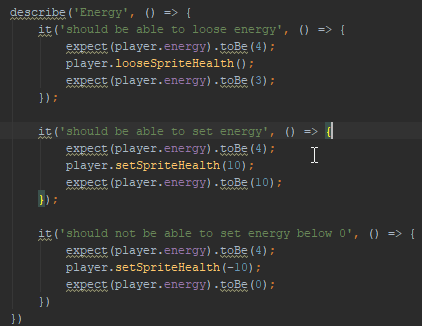 describe('Energy', () => {
    it('should be able to loose energy', () => {
        expect(player.energy).toBe(4);
        player.looseSpriteHealth();
        expect(player.energy).toBe(3);
    });

    it('should be able to set energy', () => {
        expect(player.energy).toBe(4);
        player.setSpriteHealth(10);
        expect(player.energy).toBe(10);
    });

    it('should not be able to set energy below 0', () => {
        expect(player.energy).toBe(4);
        player.setSpriteHealth(-10);
        expect(player.energy).toBe(0);
    })
})